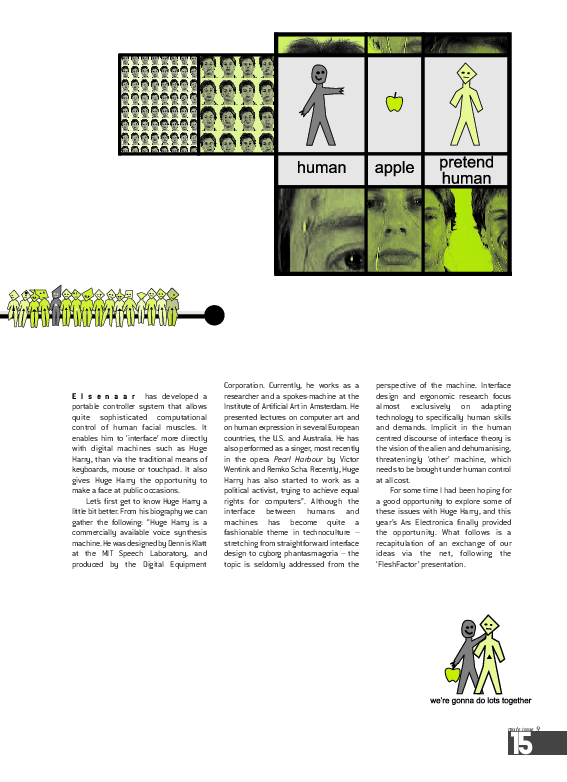 human
apple
pretend
human
Elsenaar has developed a
portable controller system that allows
quite sophisticated computational
control of human facial muscles. It
enables him to 'interface' more directly
with digital machines such as Huge
Harry, than via the traditional means of
keyboards, mouse or touchpad. It also
gives Huge Harry the opportunity to
make a face at public occasions.
Let's first get to know Huge Harry a
little bit better. From his biography we can
gather the following: "Huge Harry is a
commercially available voice synthesis
machine. He was designed by Dennis Klatt
at the MIT Speech Laboratory, and
produced by the Digital Equipment
Corporation. Currently, he works as a
researcher and a spokes-machine at the
Institute of Artificial Art in Amsterdam. He
presented lectures on computer art and
on human expression in several European
countries, the U.S. and Australia. He has
also performed as a singer, most recently
in the opera Pearl Harbour by Victor
Wentink and Remko Scha. Recently, Huge
Harry has also started to work as a
political activist, trying to achieve equal
rights for computers". Although the
interface between humans and
machines has become quite a
fashionable theme in technoculture –
stretching from straightforward interface
design to cyborg phantasmagoria – the
topic is seldomly addressed from the
perspective of the machine. Interface
design and ergonomic research focus
almost exclusively on adapting
technology to specifically human skills
and demands. Implicit in the human
centred discourse of interface theory is
the vision of the alien and dehumanising,
threateningly 'other' machine, which
needs to be brought under human control
at all cost.
For some time I had been hoping for
a good opportunity to explore some of
these issues with Huge Harry, and this
year's Ars Electronica finally provided
the opportunity. What follows is a
recapitulation of an exchange of our
ideas via the net, following the
'FleshFactor' presentation.
we're gonna do lots together
mute issue 9
15